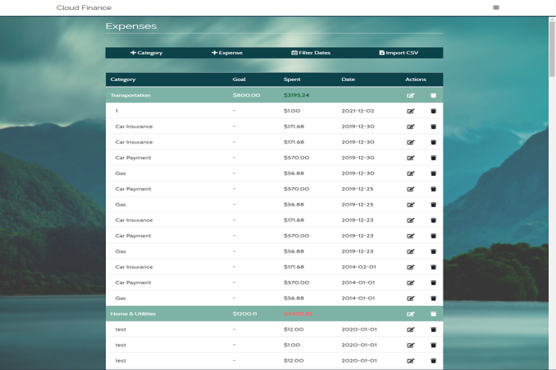 Cloud Finance
Expenses
+ Category + Expense Filter Dates Import CSV
Category Goal Spent Date Actions
Transportation $800.00 $3195.24
1 - $1.00 2021-12-02
Car Insurance - $171.68 2019-12-30
Car Insurance - $171.68 2019-12-30
Car Payment - $570.00 2019-12-30
Gas - $56.88 2019-12-30
Car Payment - $570.00 2019-12-25
Gas - $56.88 2019-12-25
Car Insurance - $171.68 2019-12-23
Car Payment - $570.00 2019-12-23
Gas - $56.88 2019-12-23
Car Insurance - $171.68 2014-02-01
Car Payment - $570.00 2014-01-01
Gas - $56.88 2014-01-01
Home & Utilities $1200.11
test - $12.00 2020-01-01
test - $1.00 2020-01-01
test - $12.00 2020-01-01